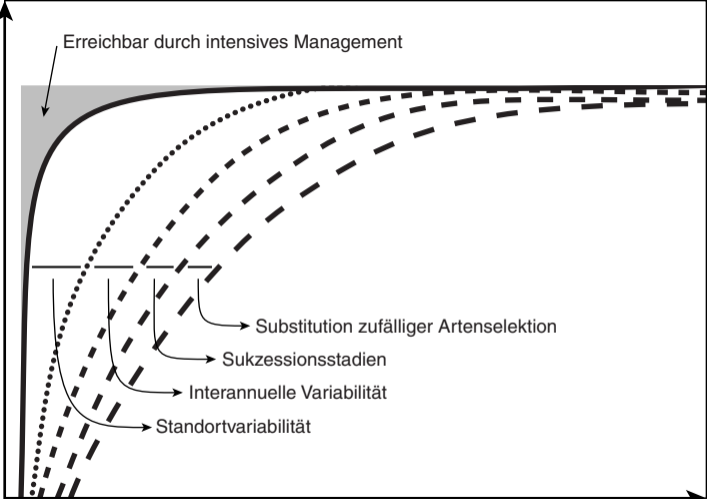 Erreichbar durch intensives Management
Substitution zufälliger Artenselektion
Sukzessionsstadien
Interannuelle Variabilität
Standortvariabilität